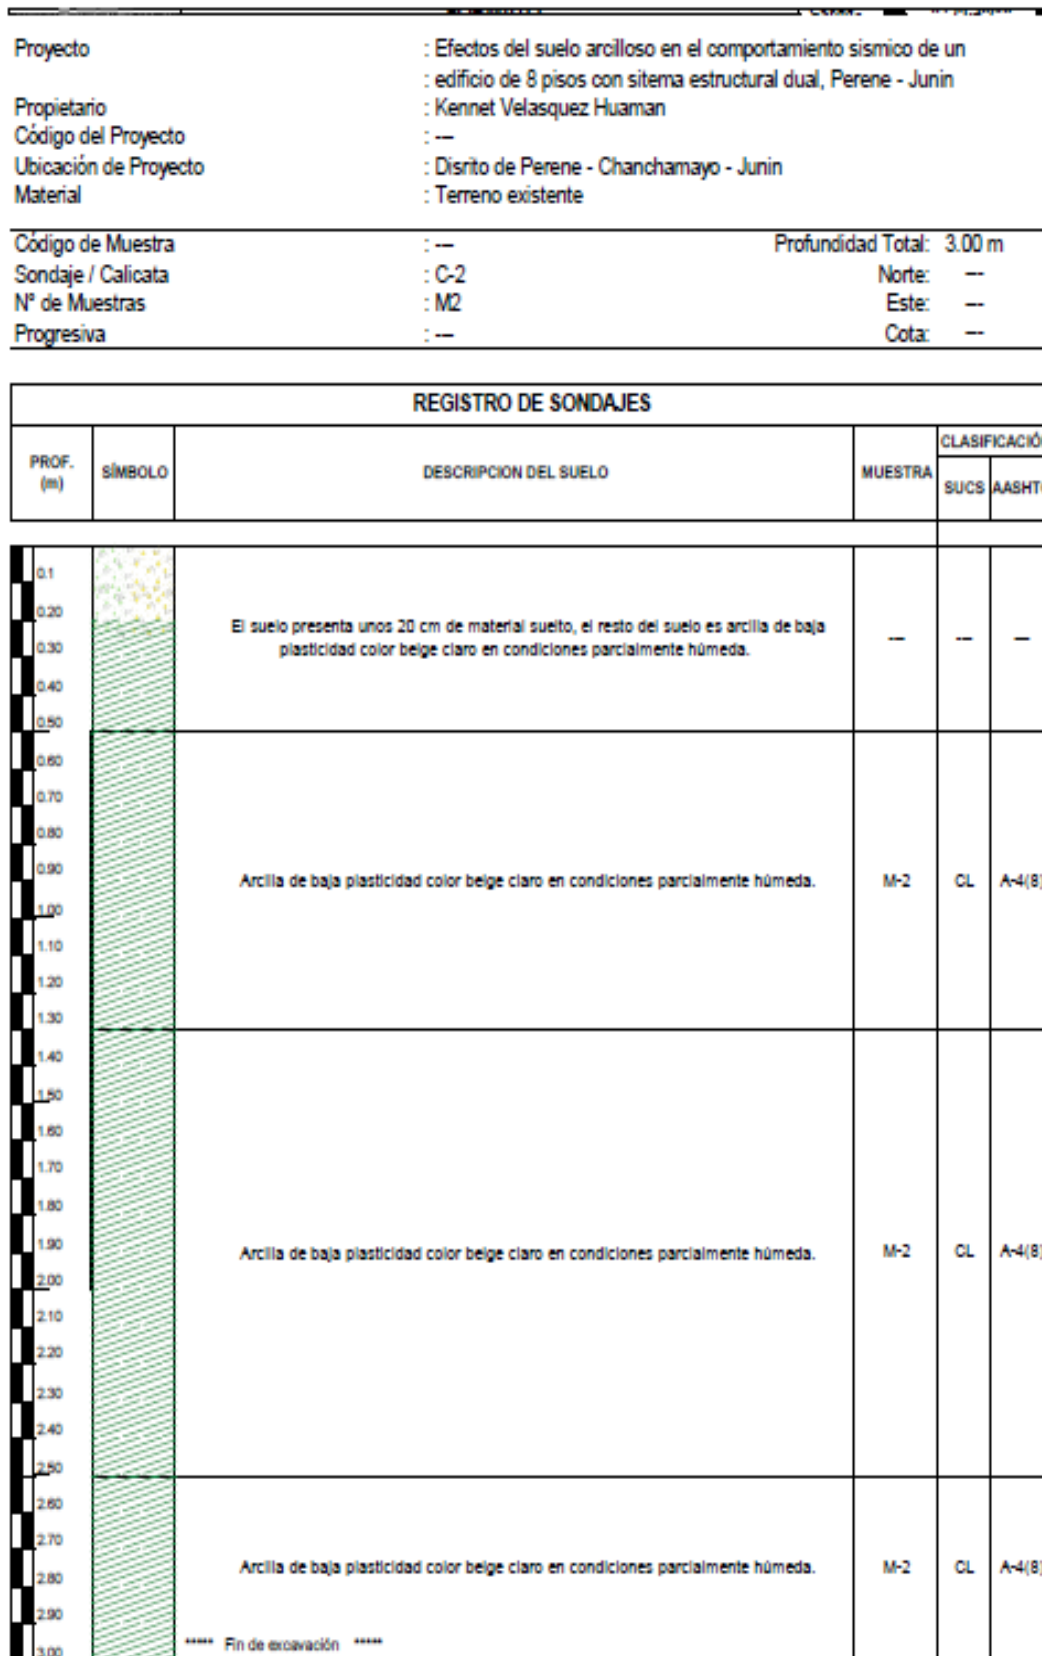 Proyecto : Efectos del suelo arcilloso en el comportamiento sismico de un
: edificio de 8 pisos con sitema estructural dual, Perene - Junin
Propietario : Kennet Velasquez Huaman
Código del Proyecto : ---
Ubicación de Proyecto : Disrito de Perene - Chanchamayo - Junin
Material : Terreno existente
Código de Muestra : --- Profundidad Total: 3.00 m
Sondaje / Calicata : C-2 Norte: ---
N° de Muestras : M2 Este: ---
Progresiva : --- Cota: ---
REGISTRO DE SONDAJES
PROF. (m) SÍMBOLO DESCRIPCION DEL SUELO MUESTRA CLASIFICACIÓ
SUCS AASHT
0.1
0.20
El suelo presenta unos 20 cm de material suelto, el resto del suelo es arcilla de baja
0.30 --- --- ---
plasticidad color beige claro en condiciones parcialmente húmeda.
0.40
0.50
0.60
0.70
0.80
0.90
Arcilla de baja plasticidad color beige claro en condiciones parcialmente húmeda. M-2 CL A-4(8)
1.00
1.10
1.20
1.30
1.40
1.50
1.60
1.70
1.80
1.90
Arcilla de baja plasticidad color beige claro en condiciones parcialmente húmeda. M-2 CL A-4(8)
2.00
2.10
2.20
2.30
2.40
2.50
2.60
2.70
Arcilla de baja plasticidad color beige claro en condiciones parcialmente húmeda. M-2 CL A-4(8)
2.80
2.90
***** Fin de excavación *****
3.00